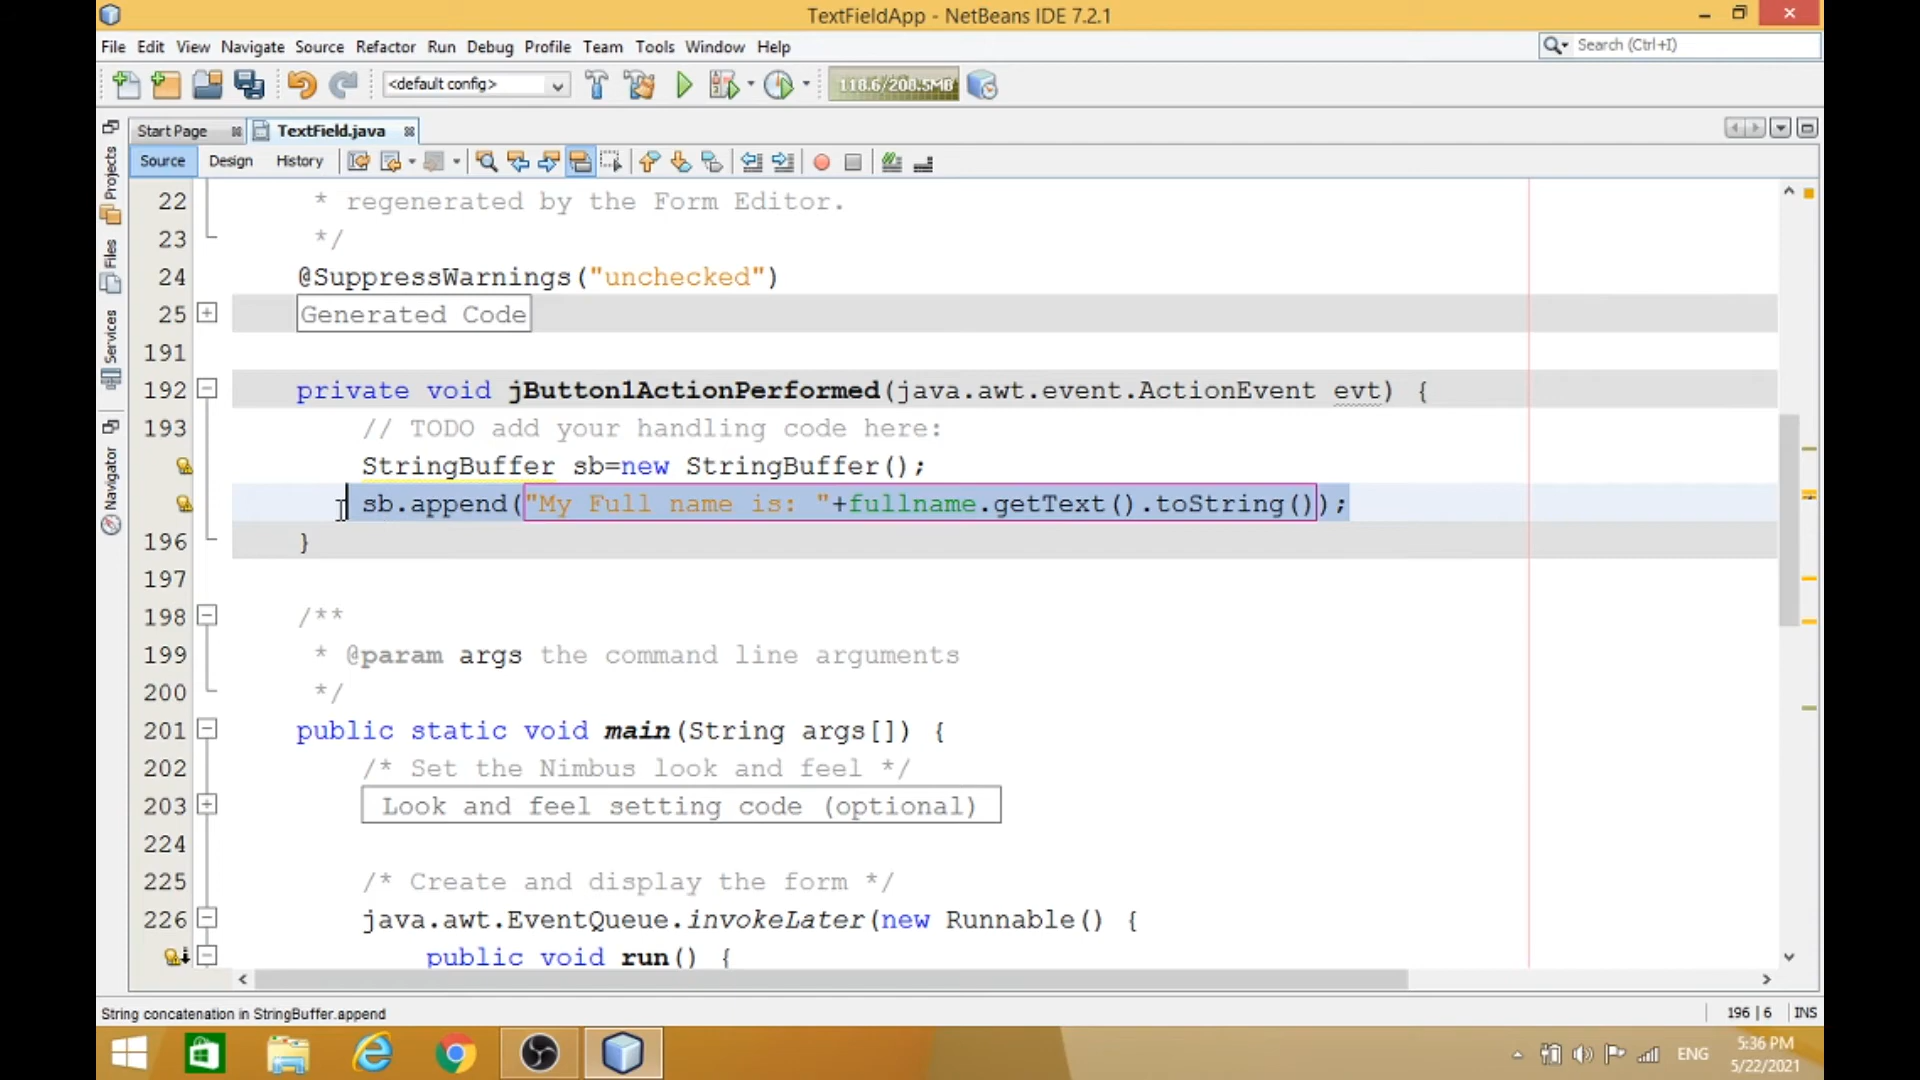 TextFieldApp - NetBeans IDE 7.2.1
File Edit View Navigate Source Refactor Run Debug Profile Team Tools Window Help
Search (Ctrl+I)
<default config>
118.6/208.5MB
Start Page
TextField.java
Source Design History
Projects
Files
Services
Navigator
22 * regenerated by the Form Editor.
23 */
24 @SuppressWarnings("unchecked")
25 Generated Code
191
192 private void jButton1ActionPerformed(java.awt.event.ActionEvent evt) {
193 // TODO add your handling code here:
StringBuffer sb=new StringBuffer();
sb.append("My Full name is: "+fullname.getText().toString());
196 }
197
198 /**
199 * @param args the command line arguments
200 */
201 public static void main(String args[]) {
202 /* Set the Nimbus look and feel */
203 Look and feel setting code (optional)
224
225 /* Create and display the form */
226 java.awt.EventQueue.invokeLater(new Runnable() {
public void run() {
String concatenation in StringBuffer.append
196 | 6 INS
ENG
5:36 PM
5/22/2021